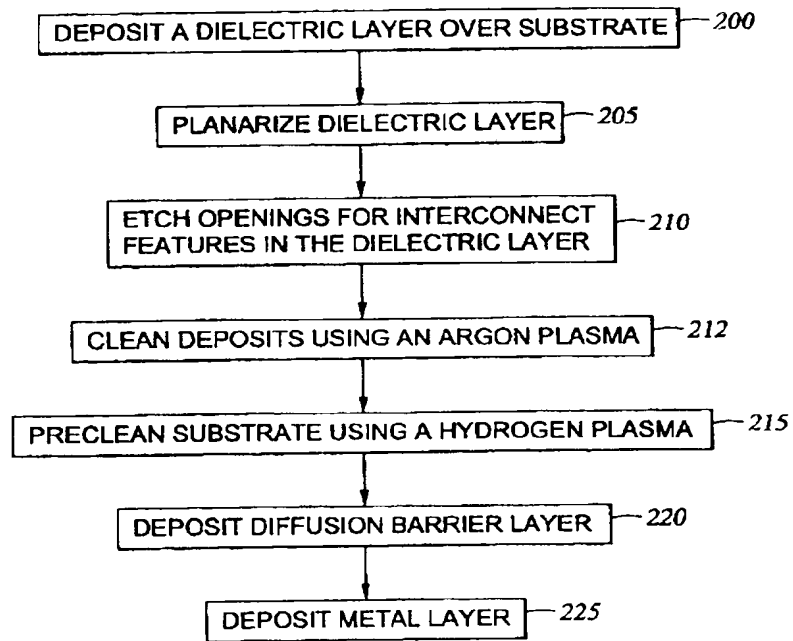 DEPOSIT A DIELECTRIC LAYER OVER SUBSTRATE 200
PLANARIZE DIELECTRIC LAYER 205
ETCH OPENINGS FOR INTERCONNECT
FEATURES IN THE DIELECTRIC LAYER 210
CLEAN DEPOSITS USING AN ARGON PLASMA 212
PRECLEAN SUBSTRATE USING A HYDROGEN PLASMA 215
DEPOSIT DIFFUSION BARRIER LAYER 220
DEPOSIT METAL LAYER 225